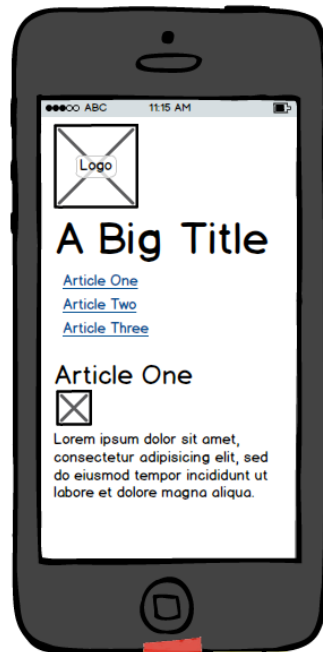 ABC 11:15 AM
Logo
A Big Title
Article One
Article Two
Article Three
Article One
Lorem ipsum dolor sit amet,
consectetur adipisicing elit, sed
do eiusmod tempor incididunt ut
labore et dolore magna aliqua.